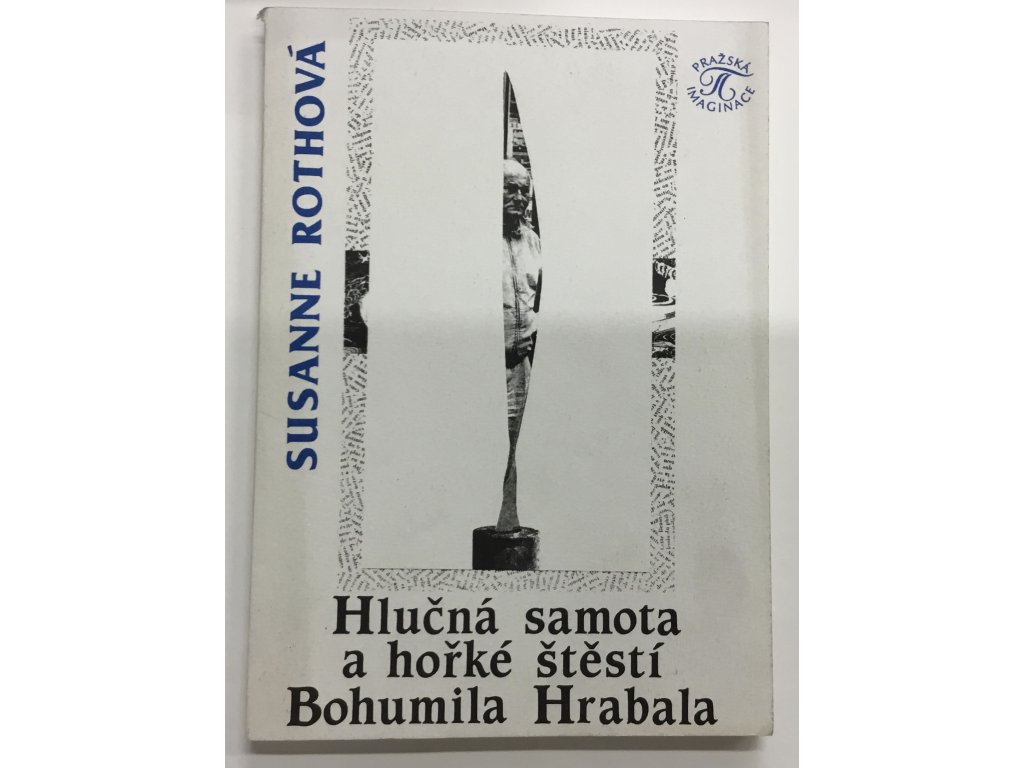 SUSANNE ROTHOVÁ
PRAŽSKÁ
IMAGINACE
Hlučná samota
a hořké štěstí
Bohumila Hrabala